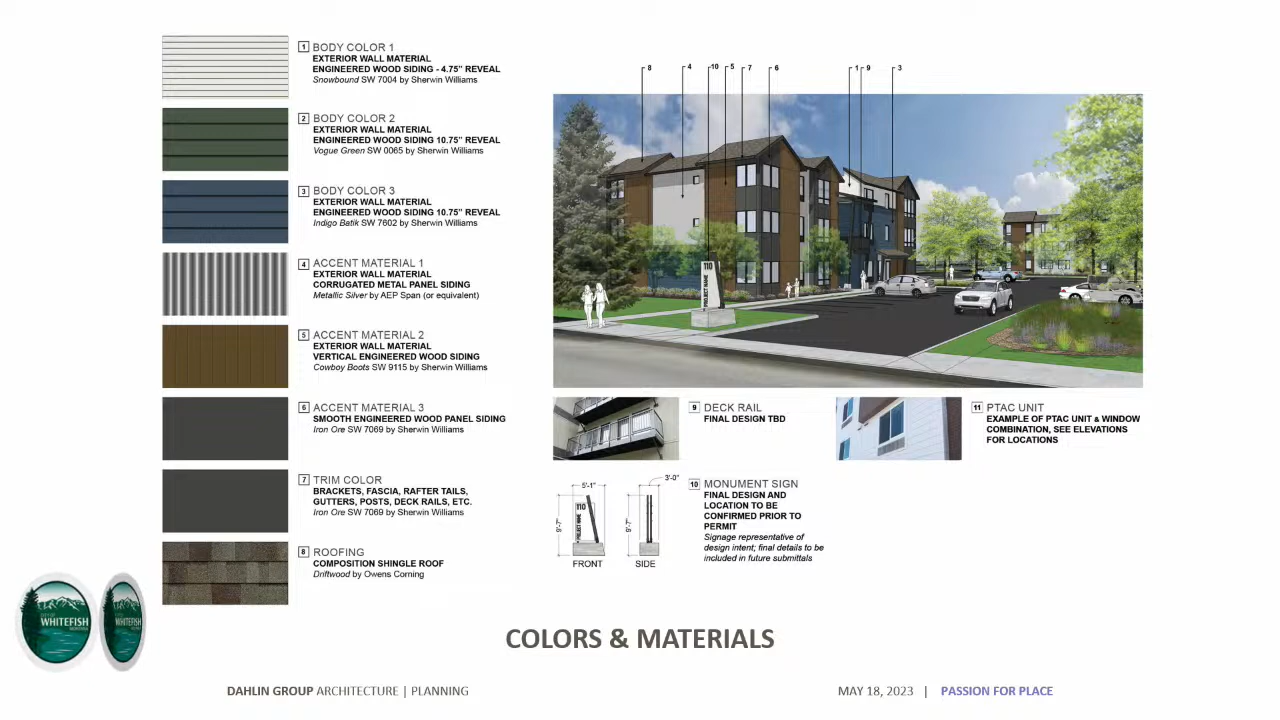 1 BODY COLOR 1
EXTERIOR WALL MATERIAL
ENGINEERED WOOD SIDING - 4.75" REVEAL
Snowbound SW 7004 by Sherwin Williams
2 BODY COLOR 2
EXTERIOR WALL MATERIAL
ENGINEERED WOOD SIDING 10.75" REVEAL
Vogue Green SW 0065 by Sherwin Williams
3 BODY COLOR 3
EXTERIOR WALL MATERIAL
ENGINEERED WOOD SIDING 10.75" REVEAL
Indigo Batik SW 7602 by Sherwin Williams
4 ACCENT MATERIAL 1
EXTERIOR WALL MATERIAL
CORRUGATED METAL PANEL SIDING
Metallic Silver by AEP Span (or equivalent)
5 ACCENT MATERIAL 2
EXTERIOR WALL MATERIAL
VERTICAL ENGINEERED WOOD SIDING
Cowboy Boots SW 9115 by Sherwin Williams
6 ACCENT MATERIAL 3
SMOOTH ENGINEERED WOOD PANEL SIDING
Iron Ore SW 7069 by Sherwin Williams
7 TRIM COLOR
BRACKETS, FASCIA, RAFTER TAILS,
GUTTERS, POSTS, DECK RAILS, ETC.
Iron Ore SW 7069 by Sherwin Williams
8 ROOFING
COMPOSITION SHINGLE ROOF
Driftwood by Owens Corning
8 4 10 5 7 6 1 9 3
110
PROJECT NAME
9 DECK RAIL
FINAL DESIGN TBD
11 PTAC UNIT
EXAMPLE OF PTAC UNIT & WINDOW
COMBINATION, SEE ELEVATIONS
FOR LOCATIONS
5'-1"
3'-0"
9'-7"
110
PROJECT NAME
9'-7"
FRONT
SIDE
10 MONUMENT SIGN
FINAL DESIGN AND
LOCATION TO BE
CONFIRMED PRIOR TO
PERMIT
Signage representative of
design intent; final details to be
included in future submittals
CITY OF
WHITEFISH
MONTANA
WHITEFISH
COLORS & MATERIALS
DAHLIN GROUP ARCHITECTURE | PLANNING
MAY 18, 2023 | PASSION FOR PLACE